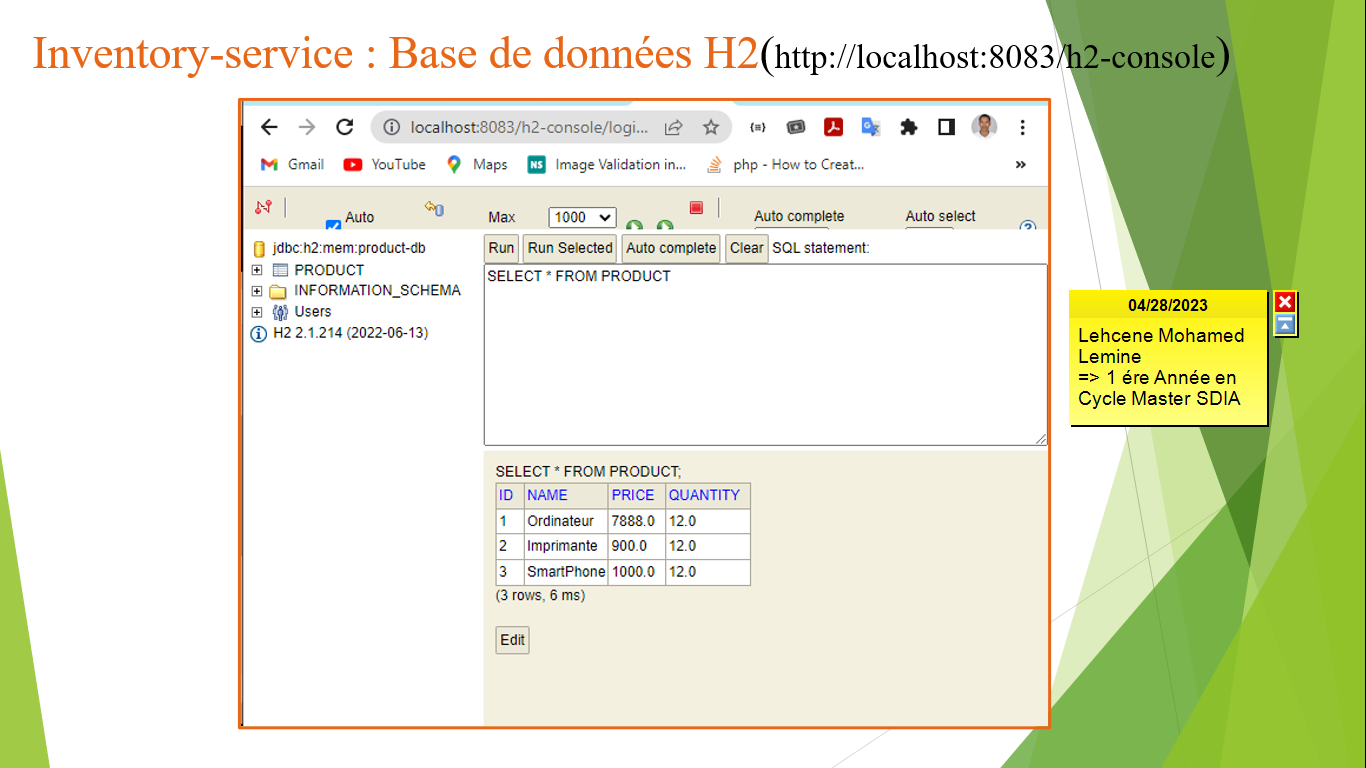 Inventory-service : Base de données H2(http://localhost:8083/h2-console)
localhost:8083/h2-console/logi...
Gmail YouTube Maps NS Image Validation in... php - How to Creat... »
Auto Max 1000 Auto complete Auto select
jdbc:h2:mem:product-db
PRODUCT
INFORMATION_SCHEMA
Users
H2 2.1.214 (2022-06-13)
Run Run Selected Auto complete Clear SQL statement:
SELECT * FROM PRODUCT
SELECT * FROM PRODUCT;
ID NAME PRICE QUANTITY
1 Ordinateur 7888.0 12.0
2 Imprimante 900.0 12.0
3 SmartPhone 1000.0 12.0
(3 rows, 6 ms)
Edit
04/28/2023
Lehcene Mohamed
Lemine
=> 1 ére Année en
Cycle Master SDIA